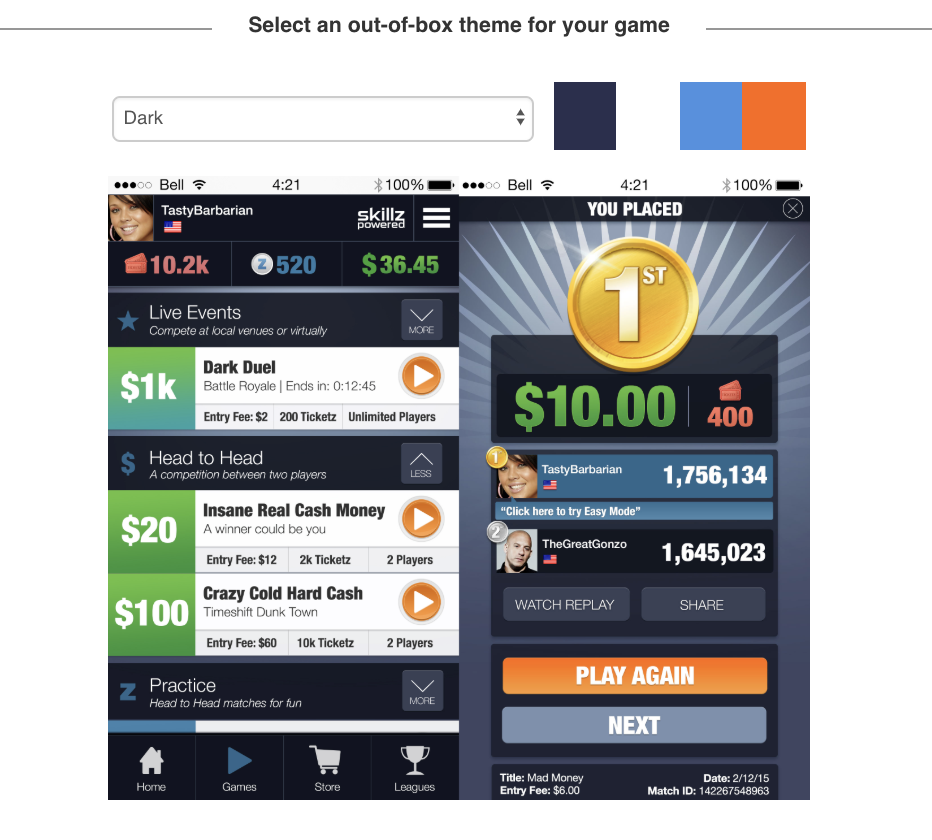 Select an out-of-box theme for your game
Dark
Bell
4:21
100%
TastyBarbarian
skillz
powered
10.2k
Z 520
$36.45
Live Events
Compete at local venues or virtually
MORE
$1k
Dark Duel
Battle Royale | Ends in: 0:12:45
Entry Fee: $2
200 Ticketz
Unlimited Players
$
Head to Head
A competition between two players
LESS
$20
Insane Real Cash Money
A winner could be you
Entry Fee: $12
2k Ticketz
2 Players
$100
Crazy Cold Hard Cash
Timeshift Dunk Town
Entry Fee: $60
10k Ticketz
2 Players
Z
Practice
Head to Head matches for fun
MORE
Home
Games
Store
Leagues
Bell
4:21
100%
YOU PLACED
1ST
$10.00
400
1
TastyBarbarian
1,756,134
“Click here to try Easy Mode”
2
TheGreatGonzo
1,645,023
WATCH REPLAY
SHARE
PLAY AGAIN
NEXT
Title: Mad Money
Date: 2/12/15
Entry Fee: $6.00
Match ID: 142267548963